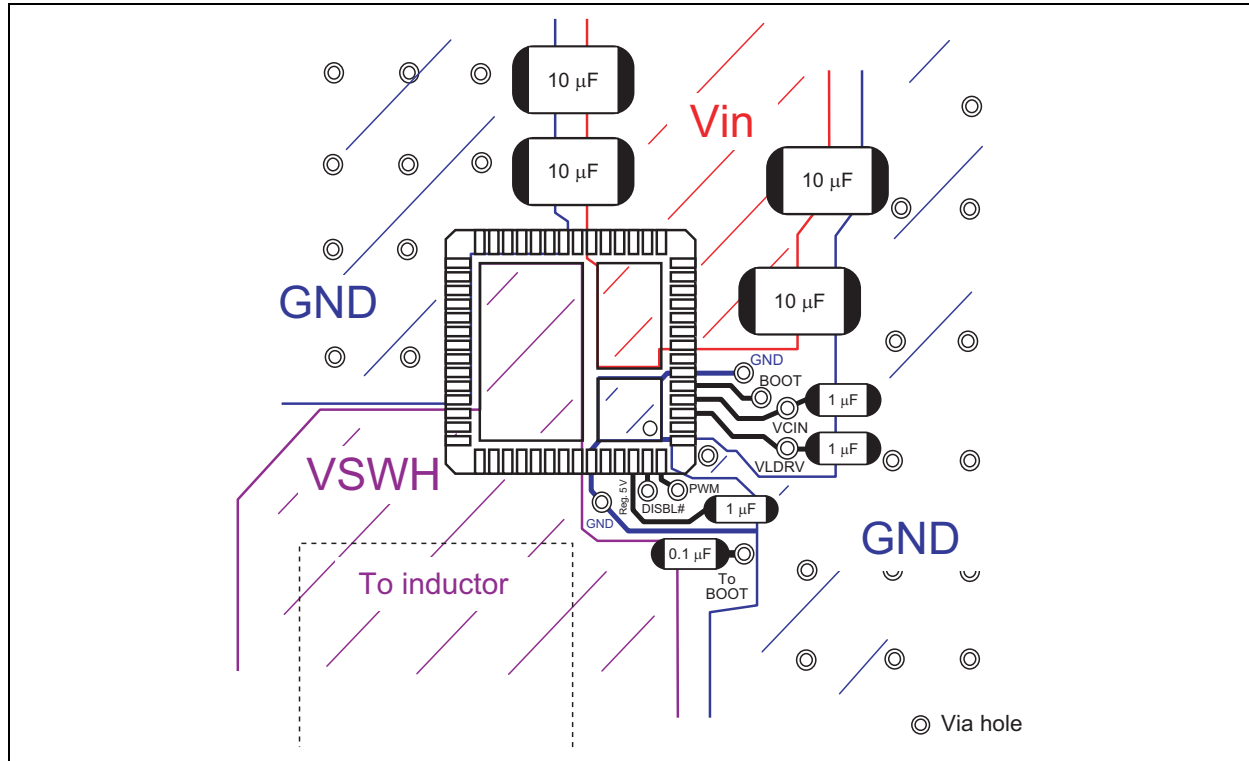 10 μF
Vin
10 μF
10 μF
GND
10 μF
GND
BOOT
1 μF
VCIN
1 μF
VLDRV
VSWH
Reg. 5V
PWM
DISBL#
GND
1 μF
GND
0.1 μF
To inductor
To
BOOT
Via hole